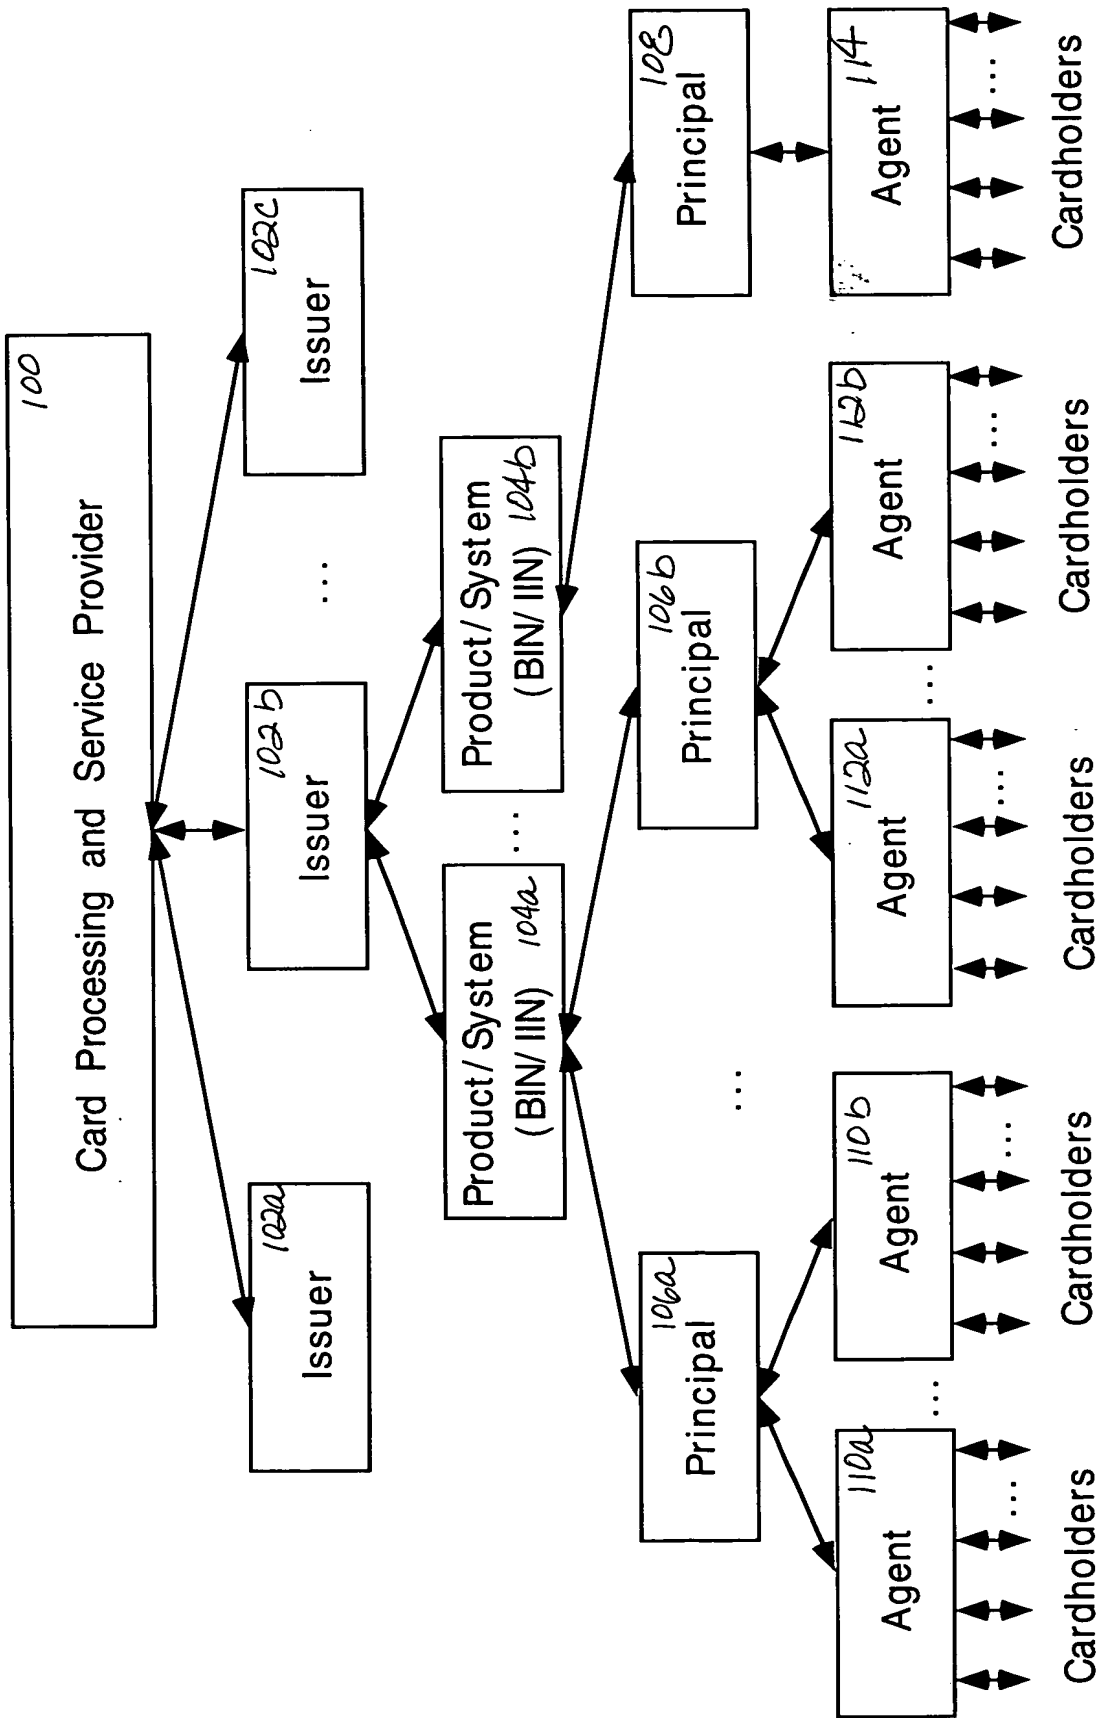 100
Card Processing and Service Provider
102a
Issuer
102b
Issuer
...
102c
Issuer
Product/System
(BIN/IIN) 104a
...
Product/System
(BIN/IIN) 104b
106a
Principal
...
106b
Principal
108
Principal
110a
Agent
...
110b
Agent
112a
Agent
...
112b
Agent
114
Agent
...
...
...
...
...
Cardholders
Cardholders
Cardholders
Cardholders
Cardholders